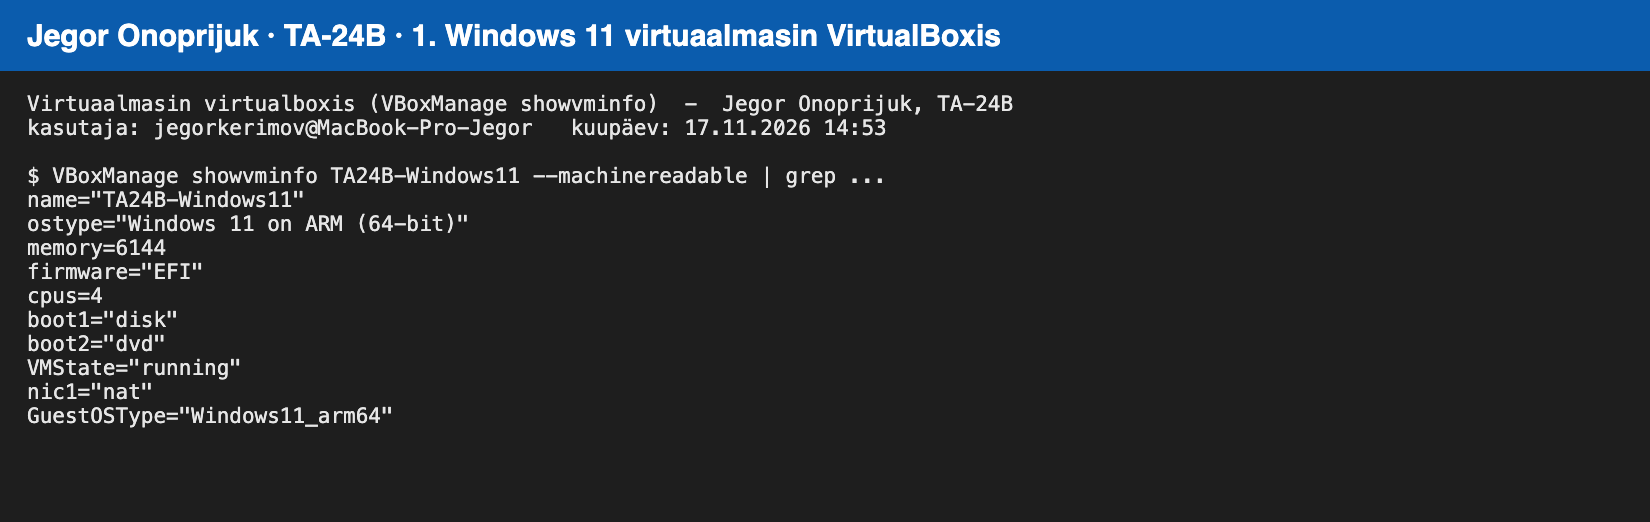 Jegor Onoprijuk · TA-24B · 1. Windows 11 virtuaalmasin VirtualBoxis
Virtuaalmasin virtualboxis (VBoxManage showvminfo)  –  Jegor Onoprijuk, TA-24B
kasutaja: jegorkerimov@MacBook-Pro-Jegor   kuupäev: 17.11.2026 14:53
$ VBoxManage showvminfo TA24B-Windows11 --machinereadable | grep ...
name="TA24B-Windows11"
ostype="Windows 11 on ARM (64-bit)"
memory=6144
firmware="EFI"
cpus=4
boot1="disk"
boot2="dvd"
VMState="running"
nic1="nat"
GuestOSType="Windows11_arm64"